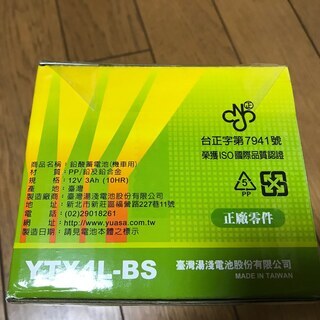 台正字第7941號
榮獲ISO國際品質認證
商品名稱：鉛酸蓄電池(機車用)
材　　質：PP/鉛及鉛合金
規　　格：12V 3Ah (10HR)
產　　地：臺灣
製造廠商：台灣湯淺電池股份有限公司
地　　址：新北市新莊區福營路227巷11號
電　　話：(02)29018261
網　　址：http://www.yuasa.com.tw
製造日期：請見電池本體之標示
5
PP
正廠零件
YTX4L-BS
臺灣湯淺電池股份有限公司
MADE IN TAIWAN